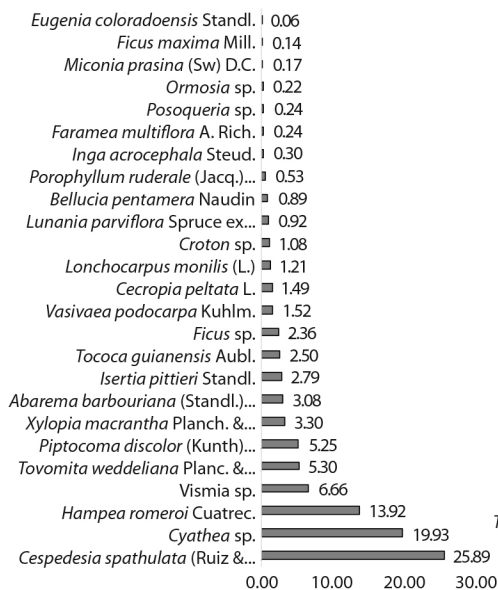 Eugenia coloradoensis Standl. 0.06
Ficus maxima Mill. 0.14
Miconia prasina (Sw) D.C. 0.17
Ormosia sp. 0.22
Posoqueria sp. 0.24
Faramea multiflora A. Rich. 0.24
Inga acrocephala Steud. 0.30
Porophyllum ruderale (Jacq.)... 0.53
Bellucia pentamera Naudin 0.89
Lunania parviflora Spruce ex... 0.92
Croton sp. 1.08
Lonchocarpus monilis (L.) 1.21
Cecropia peltata L. 1.49
Vasivaea podocarpa Kuhlm. 1.52
Ficus sp. 2.36
Tococa guianensis Aubl. 2.50
Isertia pittieri Standl. 2.79
Abarema barbouriana (Standl.)... 3.08
Xylopia macrantha Planch. &... 3.30
Piptocoma discolor (Kunth)... 5.25
Tovomita weddeliana Planc. &... 5.30
Vismia sp. 6.66
Hampea romeroi Cuatrec. 13.92
T
Cyathea sp. 19.93
Cespedesia spathulata (Ruiz &... 25.89
0.00 10.00 20.00 30.00